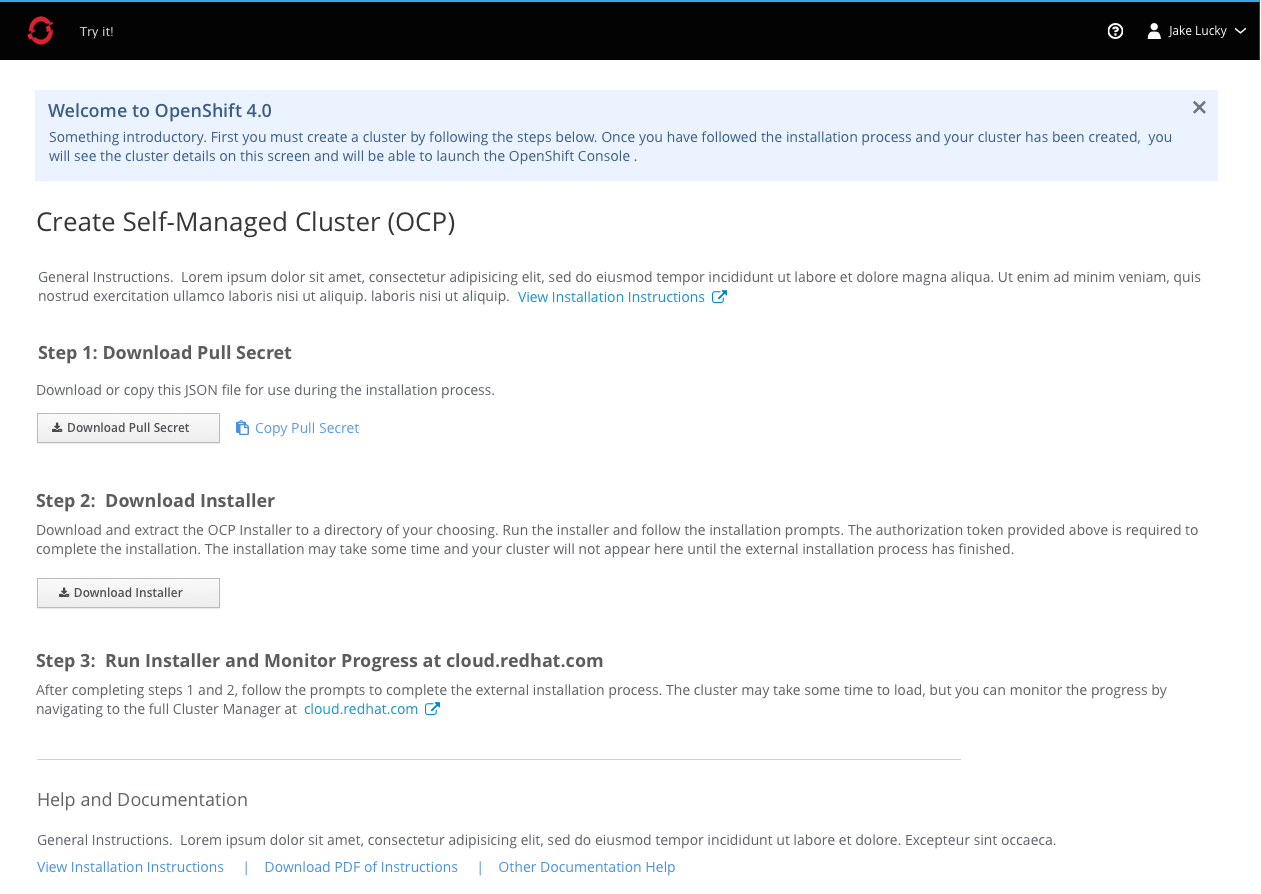 Try it!
Jake Lucky
Welcome to OpenShift 4.0
Something introductory. First you must create a cluster by following the steps below. Once you have followed the installation process and your cluster has been created,  you
will see the cluster details on this screen and will be able to launch the OpenShift Console .
Create Self-Managed Cluster (OCP)
General Instructions.  Lorem ipsum dolor sit amet, consectetur adipisicing elit, sed do eiusmod tempor incididunt ut labore et dolore magna aliqua. Ut enim ad minim veniam, quis
nostrud exercitation ullamco laboris nisi ut aliquip. laboris nisi ut aliquip.  View Installation Instructions
Step 1: Download Pull Secret
Download or copy this JSON file for use during the installation process.
Download Pull Secret  Copy Pull Secret
Step 2:  Download Installer
Download and extract the OCP Installer to a directory of your choosing. Run the installer and follow the installation prompts. The authorization token provided above is required to
complete the installation. The installation may take some time and your cluster will not appear here until the external installation process has finished.
Download Installer
Step 3:  Run Installer and Monitor Progress at cloud.redhat.com
After completing steps 1 and 2, follow the prompts to complete the external installation process. The cluster may take some time to load, but you can monitor the progress by
navigating to the full Cluster Manager at  cloud.redhat.com
Help and Documentation
General Instructions.  Lorem ipsum dolor sit amet, consectetur adipisicing elit, sed do eiusmod tempor incididunt ut labore et dolore. Excepteur sint occaeca.
View Installation Instructions | Download PDF of Instructions | Other Documentation Help